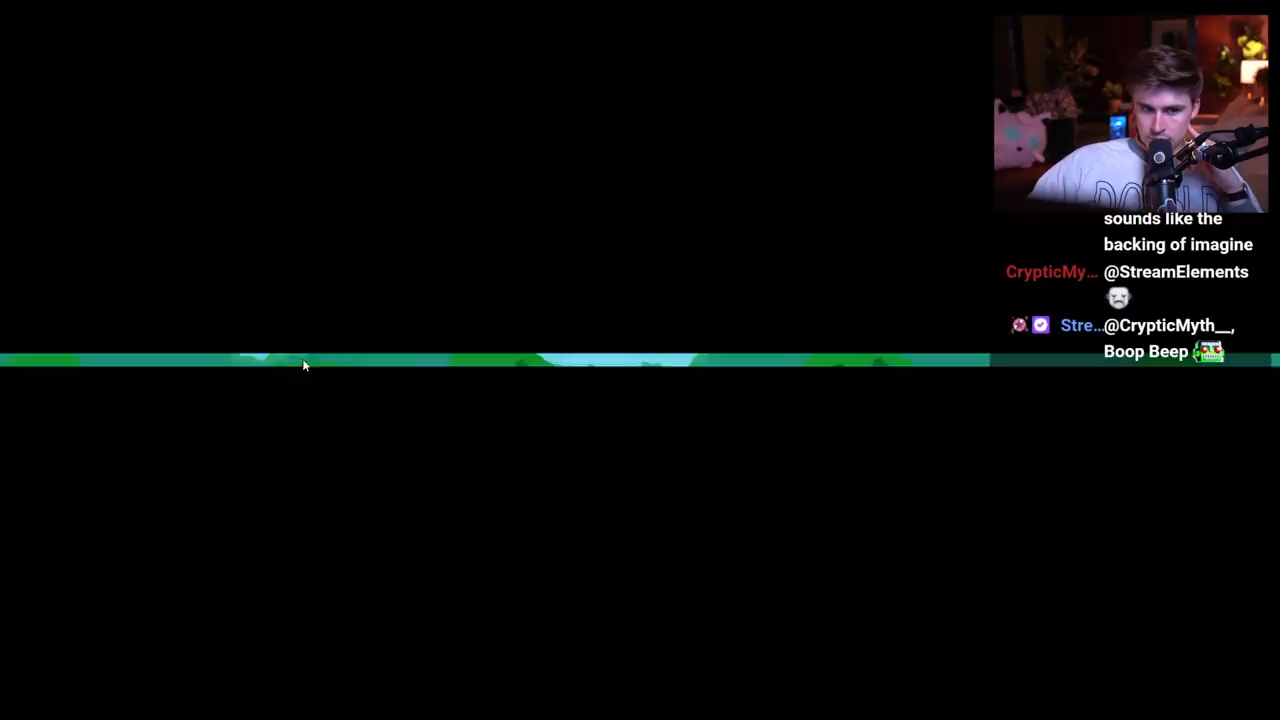 sounds like the
backing of imagine
CrypticMy... @StreamElements
Stre... @CrypticMyth__,
Boop Beep